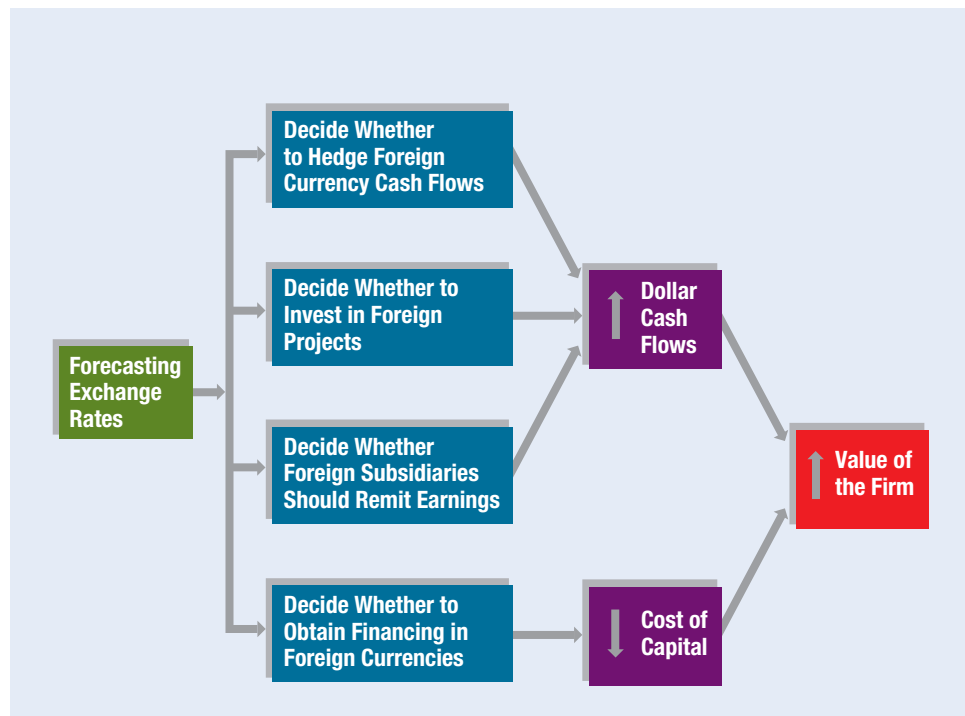 Decide Whether
to Hedge Foreign
Currency Cash Flows
Decide Whether to
Invest in Foreign
Projects
Dollar
Cash
Flows
Forecasting
Exchange
Rates
Decide Whether
Foreign Subsidiaries
Should Remit Earnings
Value of
the Firm
Decide Whether to
Obtain Financing in
Foreign Currencies
Cost of
Capital